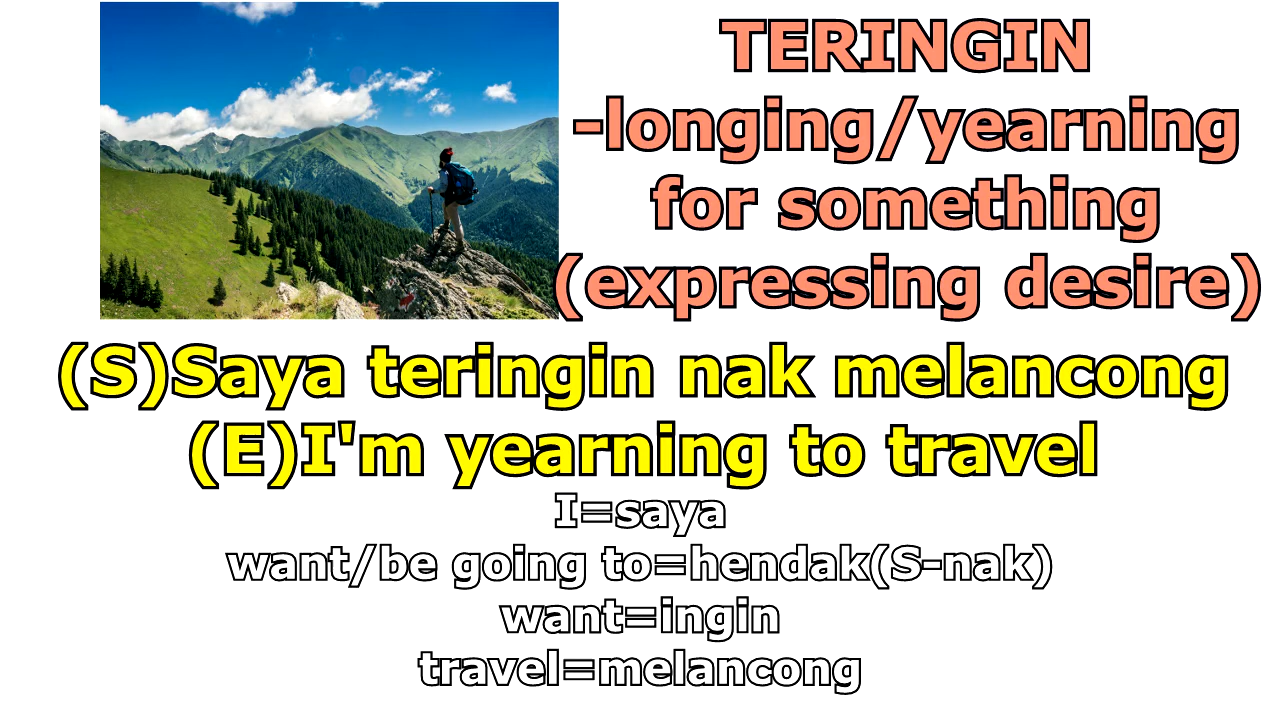 TERINGIN
-longing/yearning
for something
(expressing desire)
(S)Saya teringin nak melancong
(E)I'm yearning to travel
I=saya
want/be going to=hendak(S-nak)
want=ingin
travel=melancong